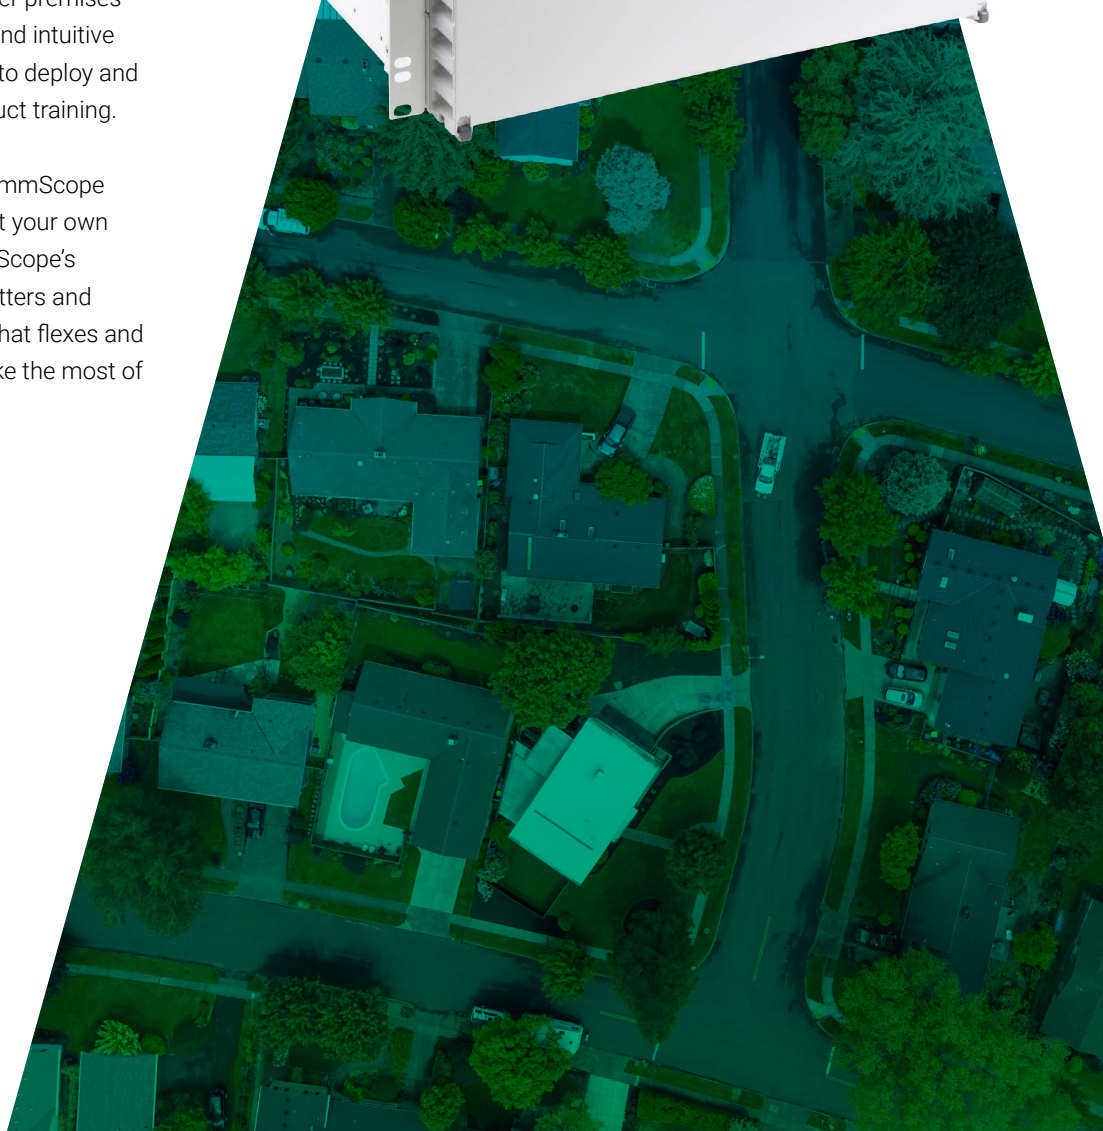 er premises
nd intuitive
to deploy and
uct training.
mmScope
t your own
Scope’s
tters and
hat flexes and
ke the most of